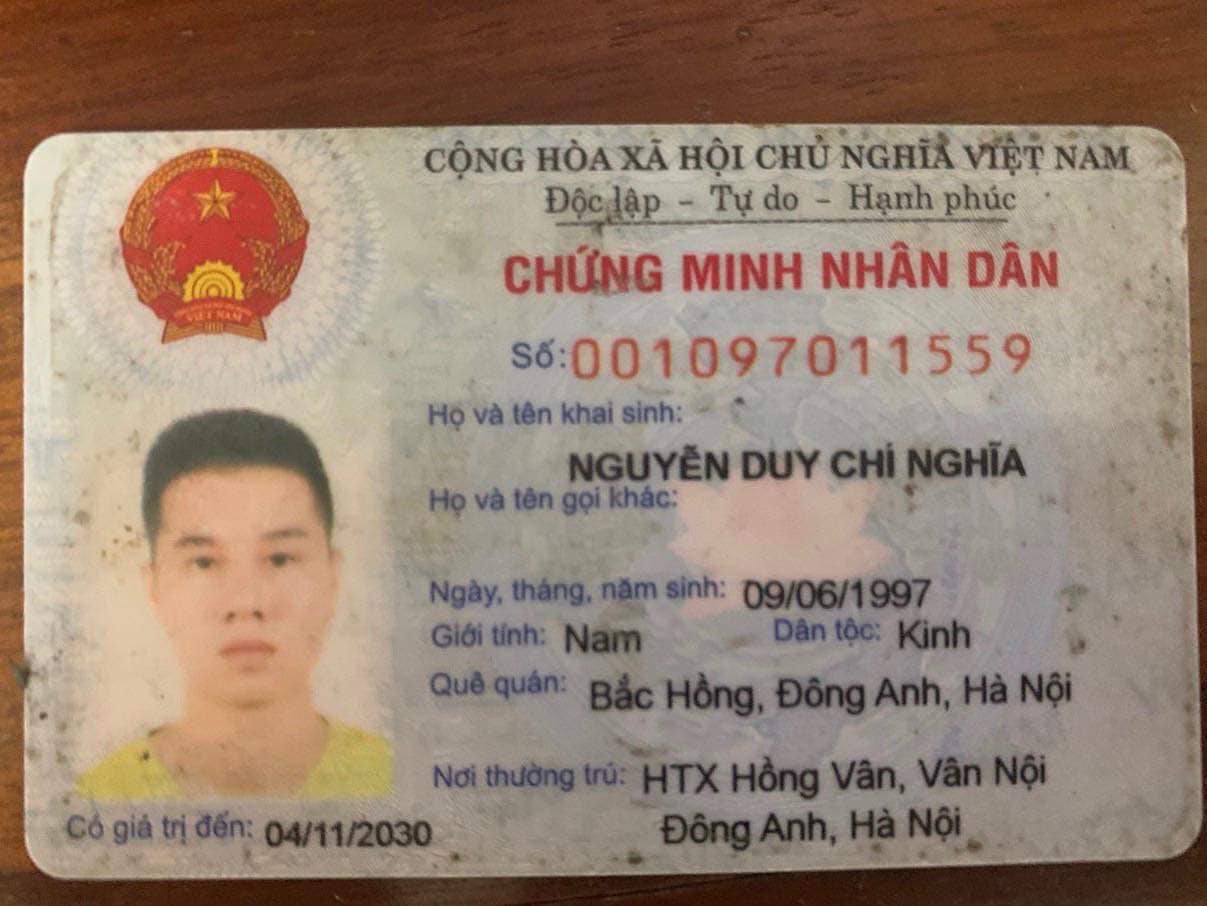 CỘNG HÒA XÃ HỘI CHỦ NGHĨA VIỆT NAM
Độc lập - Tự do - Hạnh phúc
CHỨNG MINH NHÂN DÂN
Số: 001097011559
Họ và tên khai sinh:
NGUYỄN DUY CHÍ NGHĨA
Họ và tên gọi khác:
Ngày, tháng, năm sinh: 09/06/1997
Giới tính: Nam Dân tộc: Kinh
Quê quán: Bắc Hồng, Đông Anh, Hà Nội
Nơi thường trú: HTX Hồng Vân, Vân Nội
Đông Anh, Hà Nội
Có giá trị đến: 04/11/2030
VIỆT NAM